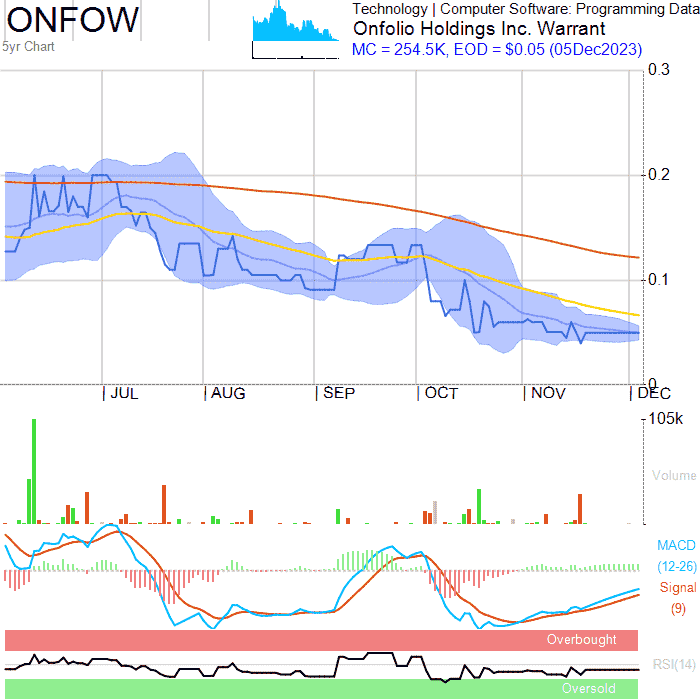 ONFOW
5yr Chart
Technology | Computer Software: Programming Data
Onfolio Holdings Inc. Warrant
MC = 254.5K, EOD = $0.05 (05Dec2023)
0.3
0.2
0.1
0
JUL AUG SEP OCT NOV DEC
105k
Volume
MACD
(12-26)
Signal
(9)
Overbought
RSI(14)
Oversold